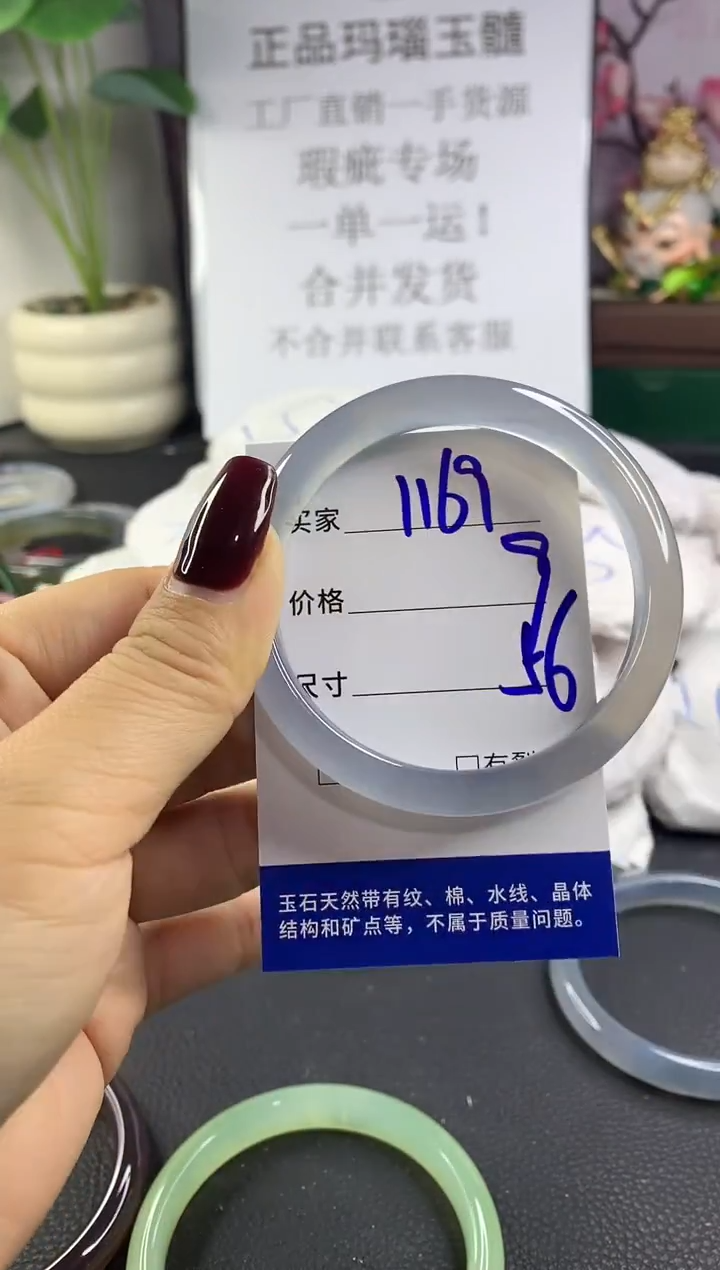 正品玛瑙玉髓
工厂直销一手货源
瑕疵专场
一单一运!
合并发货
不合并联系客服
买家 1169
价格
尺寸 56
□有裂
玉石天然带有纹、棉、水线、晶体
结构和矿点等，不属于质量问题。